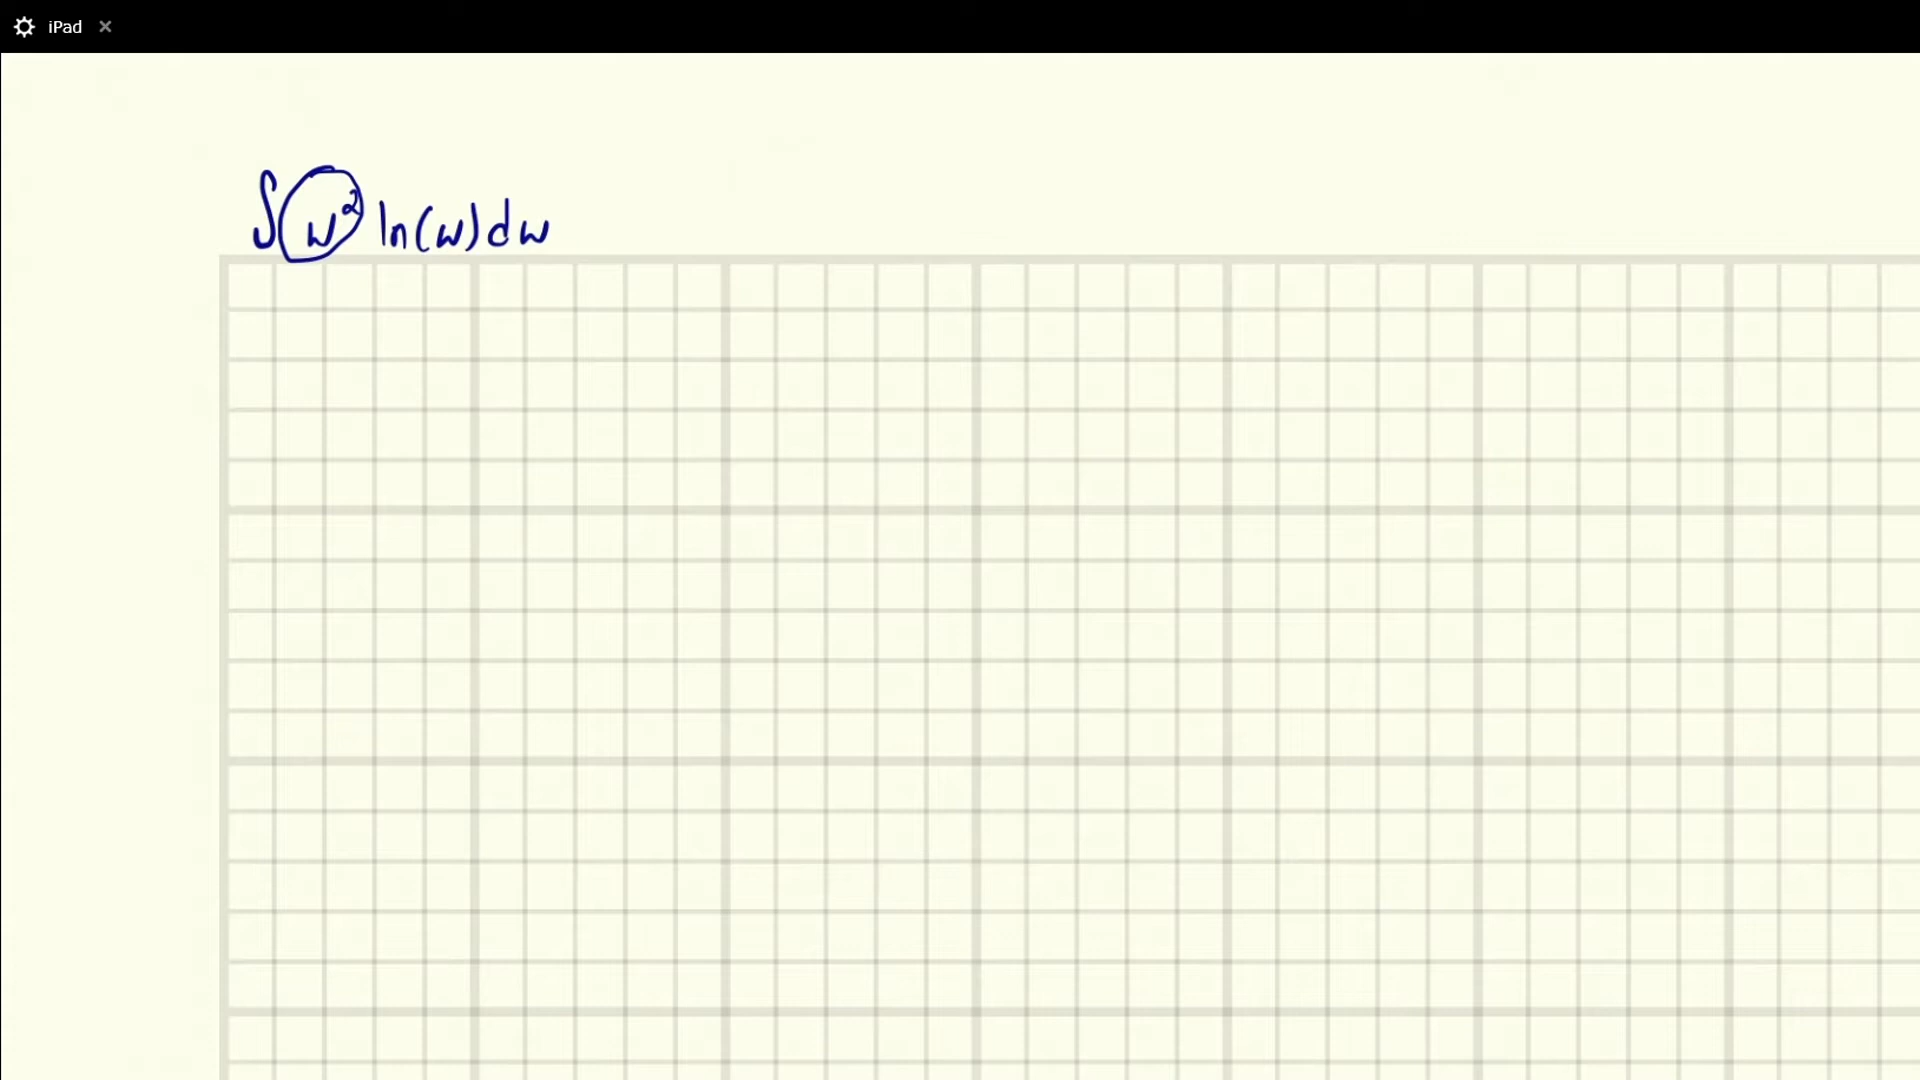 iPad
∫ w² ln(w) dw